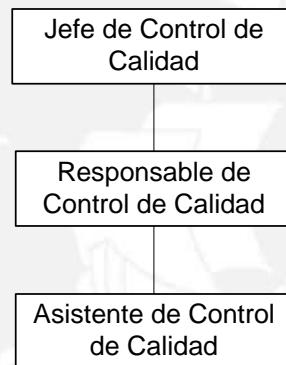 Jefe de Control de
Calidad
Responsable de
Control de Calidad
Asistente de Control
de Calidad